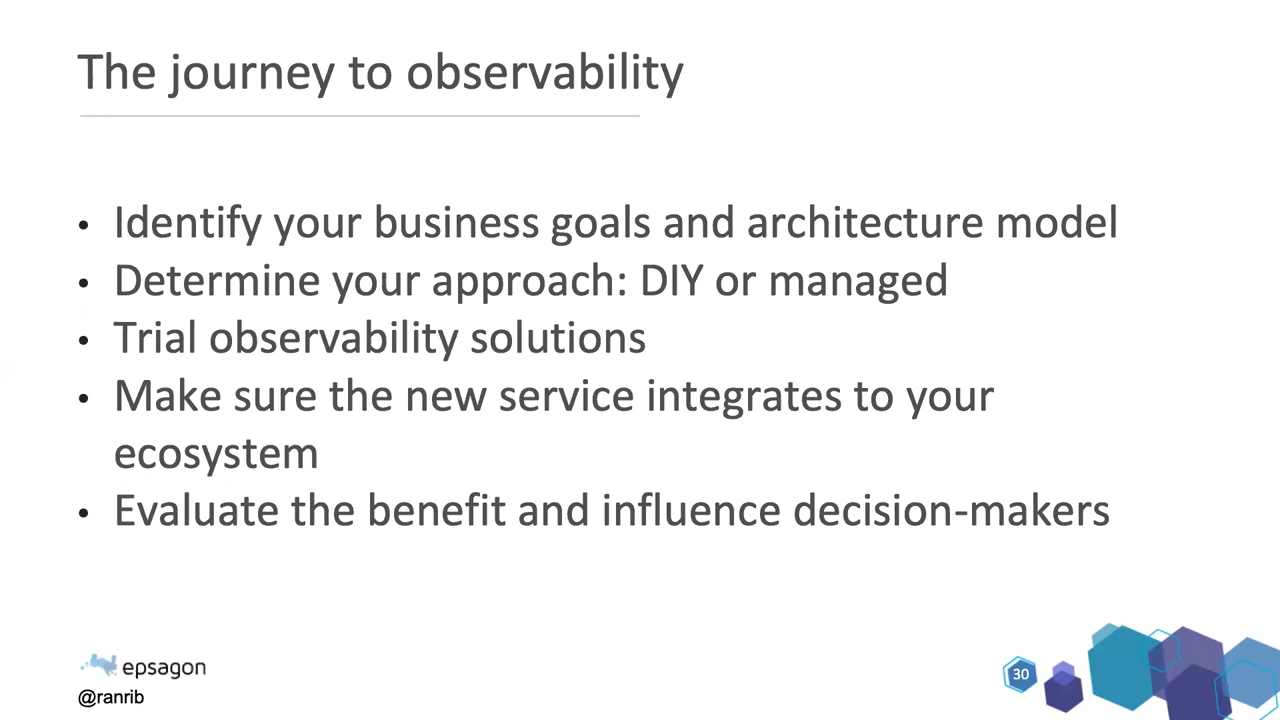 The journey to observability
• Identify your business goals and architecture model
• Determine your approach: DIY or managed
• Trial observability solutions
• Make sure the new service integrates to your
ecosystem
• Evaluate the benefit and influence decision-makers
epsagon
@ranrib
30